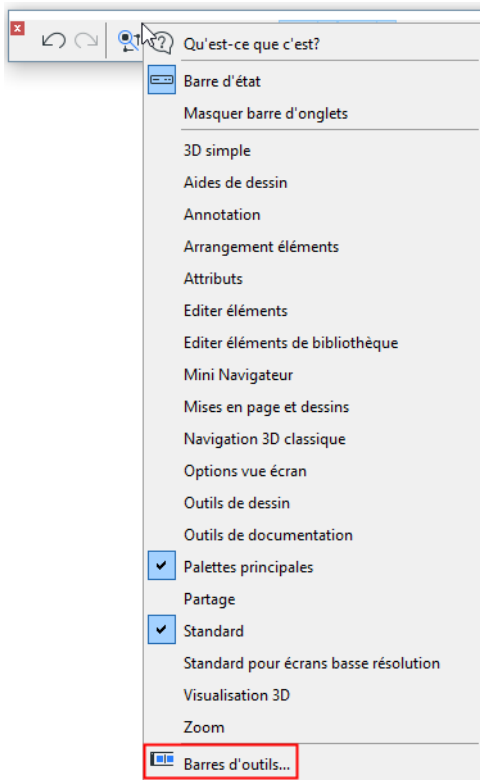 Qu'est-ce que c'est?
Barre d'état
Masquer barre d'onglets
3D simple
Aides de dessin
Annotation
Arrangement éléments
Attributs
Editer éléments
Editer éléments de bibliothèque
Mini Navigateur
Mises en page et dessins
Navigation 3D classique
Options vue écran
Outils de dessin
Outils de documentation
Palettes principales
Partage
Standard
Standard pour écrans basse résolution
Visualisation 3D
Zoom
Barres d'outils...